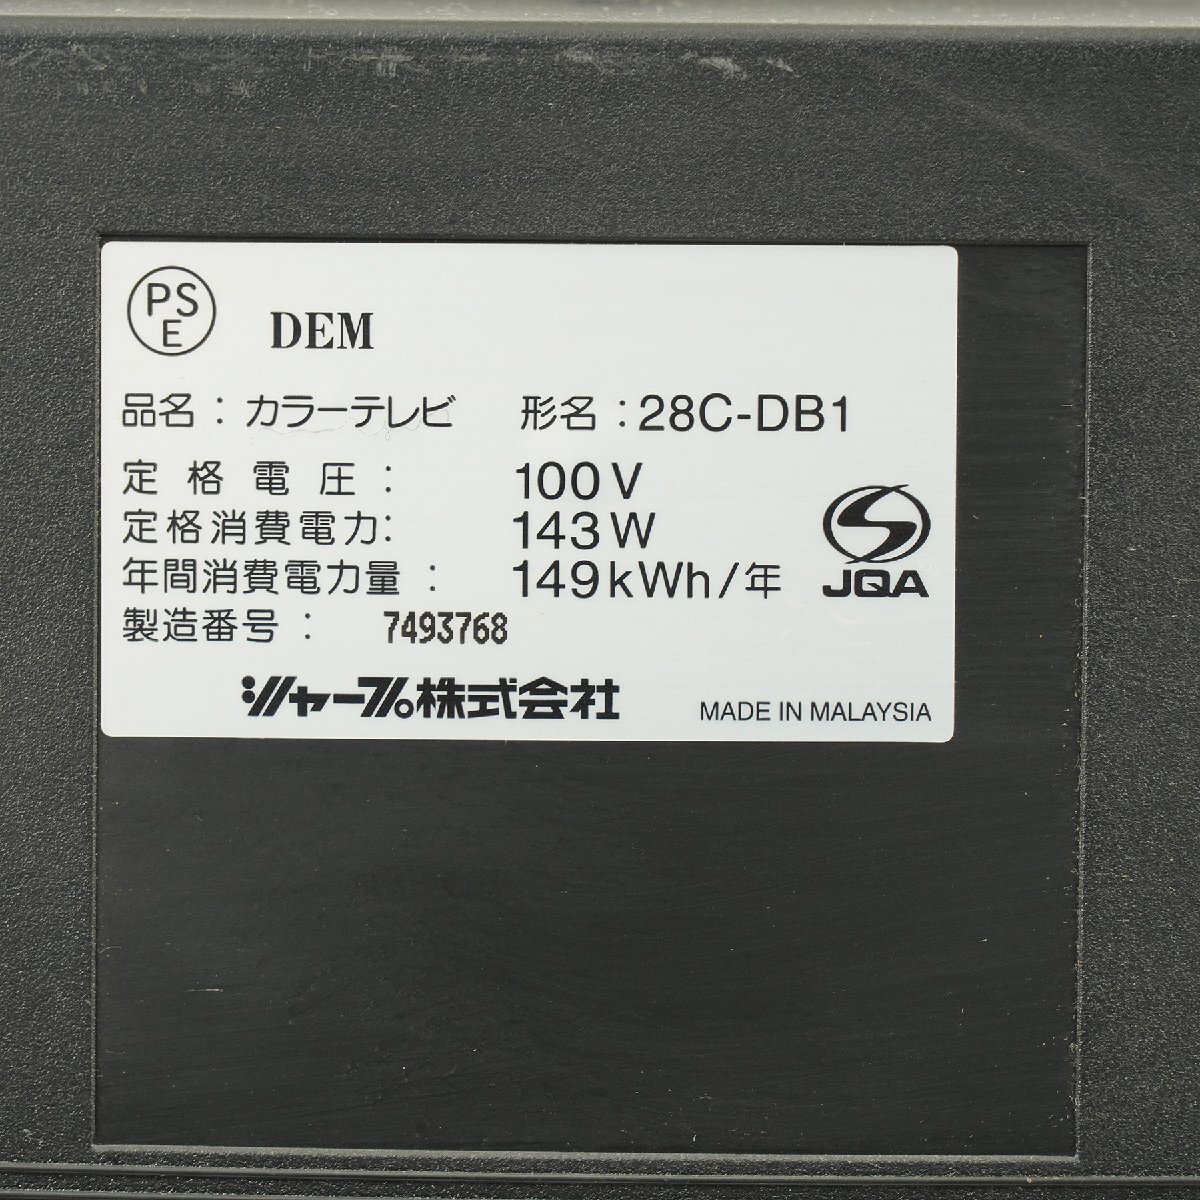 PSE DEM
品名：カラーテレビ 形名：28C-DB1
定格電圧： 100V
定格消費電力： 143W
年間消費電力量： 149kWh/年
JQA
製造番号： 7493768
シャープ株式会社 MADE IN MALAYSIA